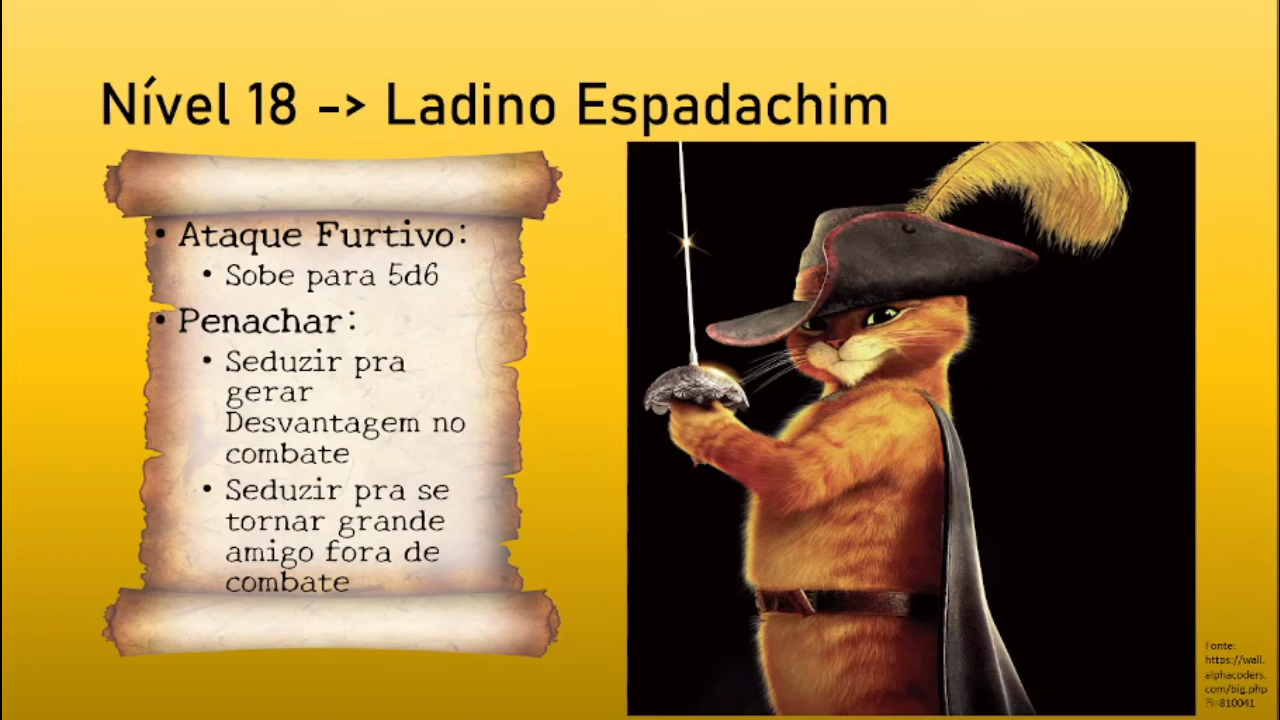 Nível 18 -> Ladino Espadachim
• Ataque Furtivo:
• Sobe para 5d6
• Penachar:
• Seduzir pra
gerar
Desvantagem no
combate
• Seduzir pra se
tornar grande
amigo fora de
combate
Fonte:
https://wall.
alphacoders.
com/big.php
?i=810041